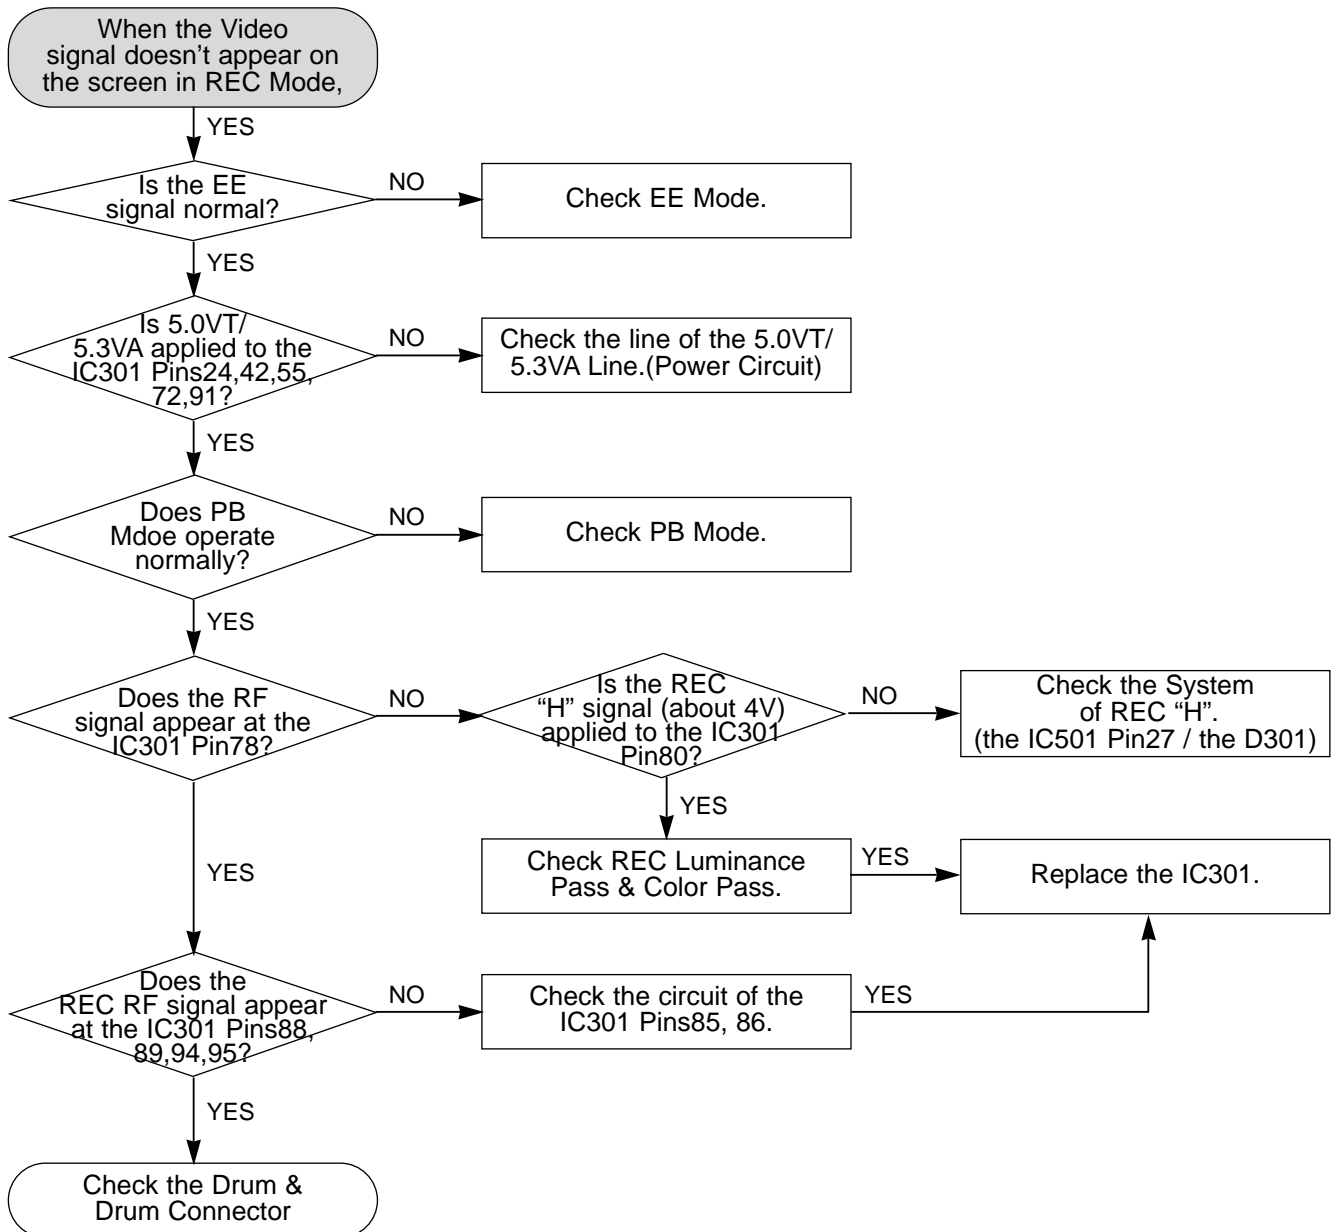 When the Video
signal doesn't appear on
the screen in REC Mode,
YES
Is the EE
signal normal?
NO
Check EE Mode.
YES
Is 5.0VT/
5.3VA applied to the
IC301 Pins24,42,55,
72,91?
NO
Check the line of the 5.0VT/
5.3VA Line.(Power Circuit)
YES
Does PB
Mdoe operate
normally?
NO
Check PB Mode.
YES
Does the RF
signal appear at the
IC301 Pin78?
NO
Is the REC
“H” signal (about 4V)
applied to the IC301
Pin80?
NO
Check the System
of REC “H”.
(the IC501 Pin27 / the D301)
YES
Check REC Luminance
Pass & Color Pass.
YES
Replace the IC301.
YES
Does the
REC RF signal appear
at the IC301 Pins88,
89,94,95?
NO
Check the circuit of the
IC301 Pins85, 86.
YES
YES
Check the Drum &
Drum Connector